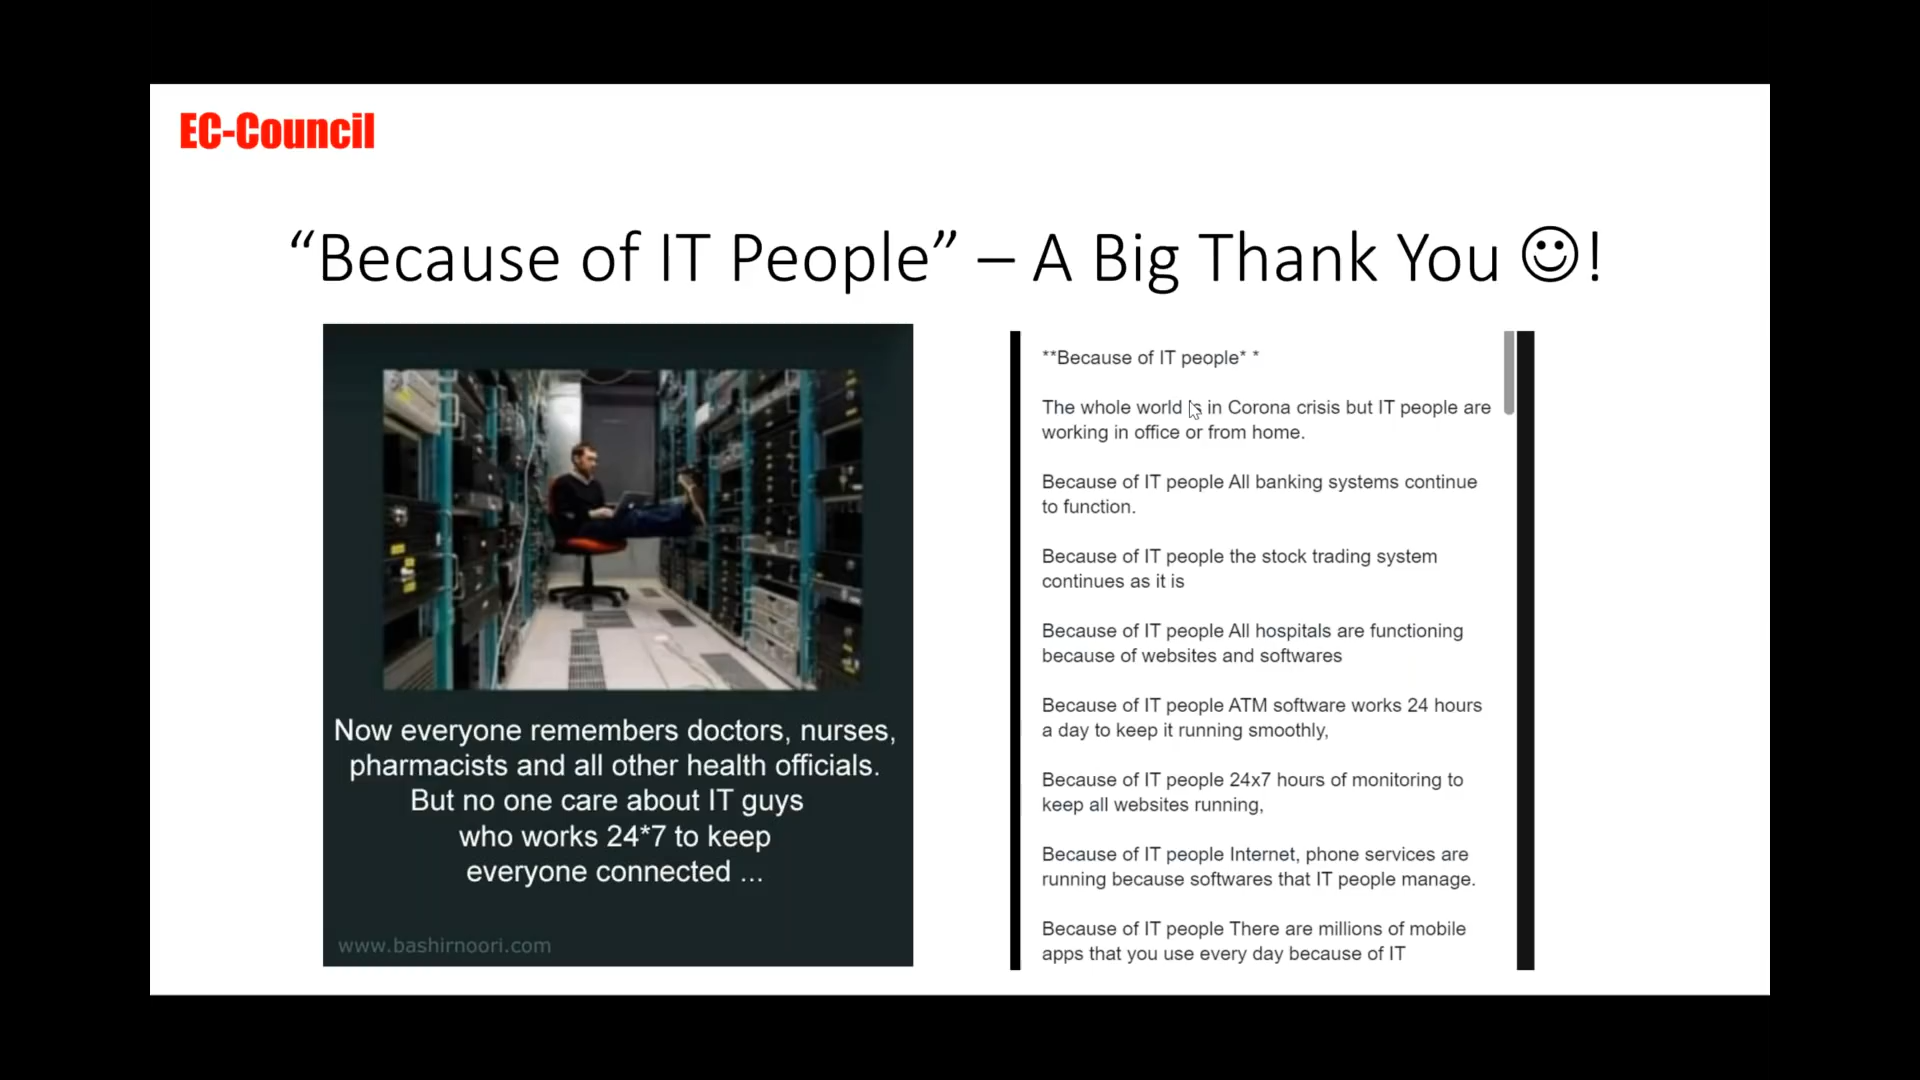 EC-Council
“Because of IT People” – A Big Thank You ☺!
Now everyone remembers doctors, nurses,
pharmacists and all other health officials.
But no one care about IT guys
who works 24*7 to keep
everyone connected ...
www.bashirnoori.com
**Because of IT people* *
The whole world is in Corona crisis but IT people are
working in office or from home.
Because of IT people All banking systems continue
to function.
Because of IT people the stock trading system
continues as it is
Because of IT people All hospitals are functioning
because of websites and softwares
Because of IT people ATM software works 24 hours
a day to keep it running smoothly,
Because of IT people 24x7 hours of monitoring to
keep all websites running,
Because of IT people Internet, phone services are
running because softwares that IT people manage.
Because of IT people There are millions of mobile
apps that you use every day because of IT